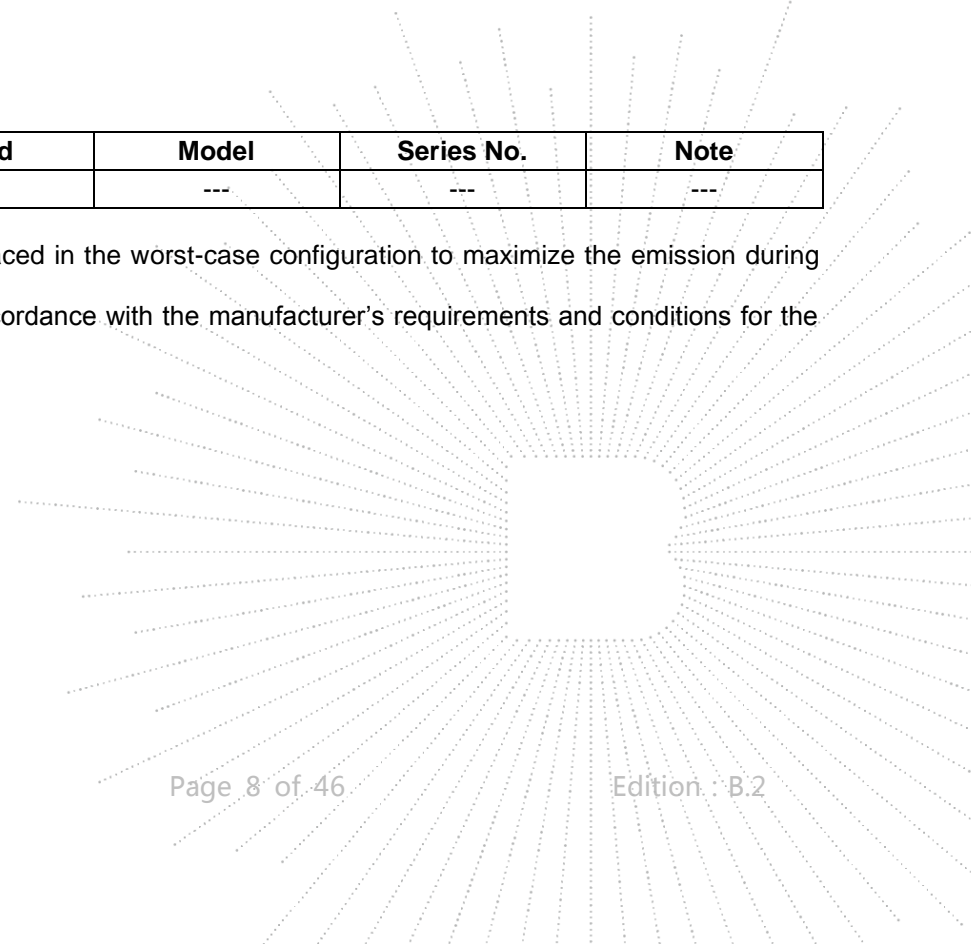 d Model Series No. Note
--- --- ---
ced in the worst-case configuration to maximize the emission during
ordance with the manufacturer's requirements and conditions for the
Page 8 of 46 Edition : B.2